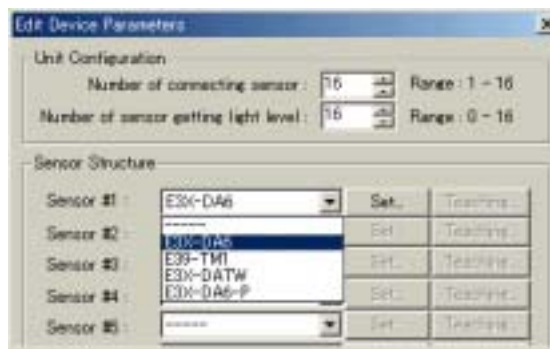 Edit Device Parameters
Unit Configuration
Number of connecting sensor : 16 Range : 1 - 16
Number of sensor getting light level : 16 Range : 0 - 16
Sensor Structure
Sensor #1 : E3X-DA6 Set.. Teaching..
Sensor #2 : ------ Set.. Teaching..
E3X-DA6
Sensor #3 : E39-TM1 Set.. Teaching..
E3X-DATW
Sensor #4 : E3X-DA6-P Set.. Teaching..
Sensor #5 : ------ Set.. Teaching..